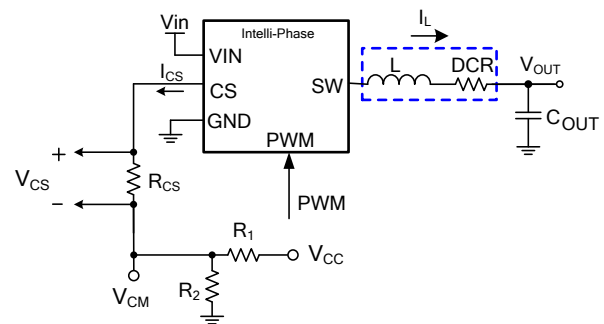 Vin
Intelli-Phase
I_L
VIN
L
DCR
V_OUT
I_CS
CS
SW
GND
C_OUT
PWM
+
V_CS
R_CS
−
PWM
R_1
V_CC
R_2
V_CM